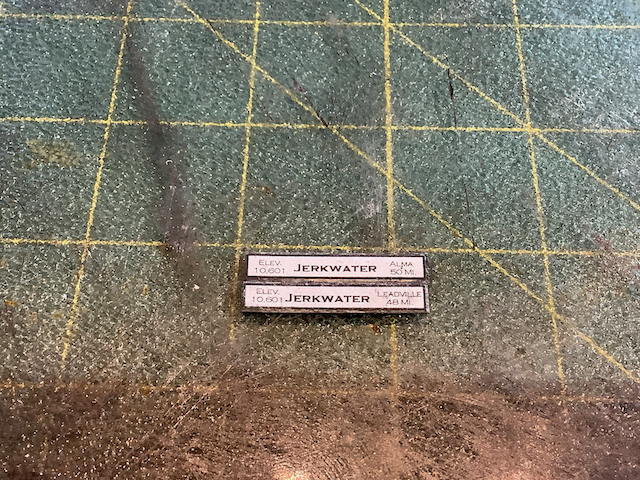 ELEV. JERKWATER ALMA
10,601 50 MI.
ELEV. JERKWATER LEADVILLE
10,601 48 MI.